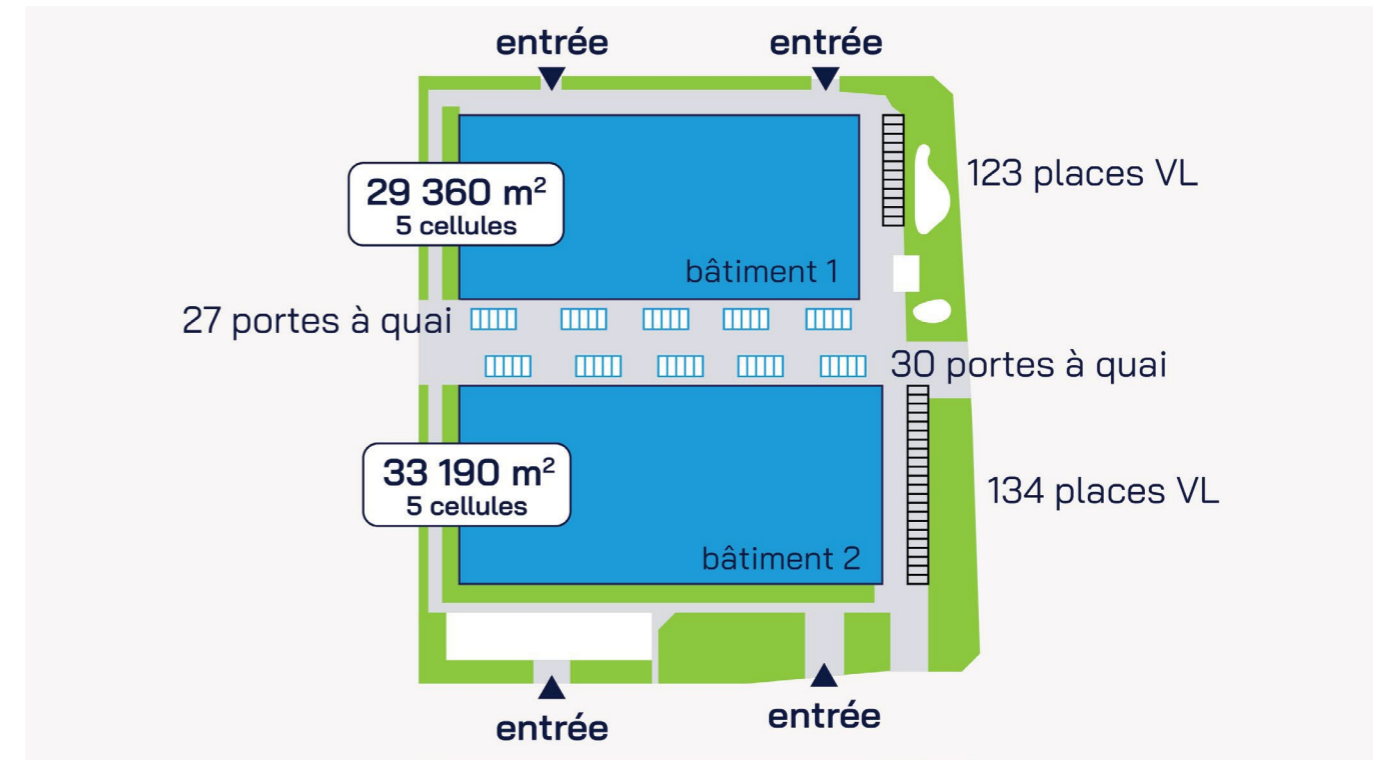 entrée
entrée
123 places VL
29 360 m²
5 cellules
bâtiment 1
27 portes à quai
30 portes à quai
33 190 m²
5 cellules
134 places VL
bâtiment 2
entrée
entrée